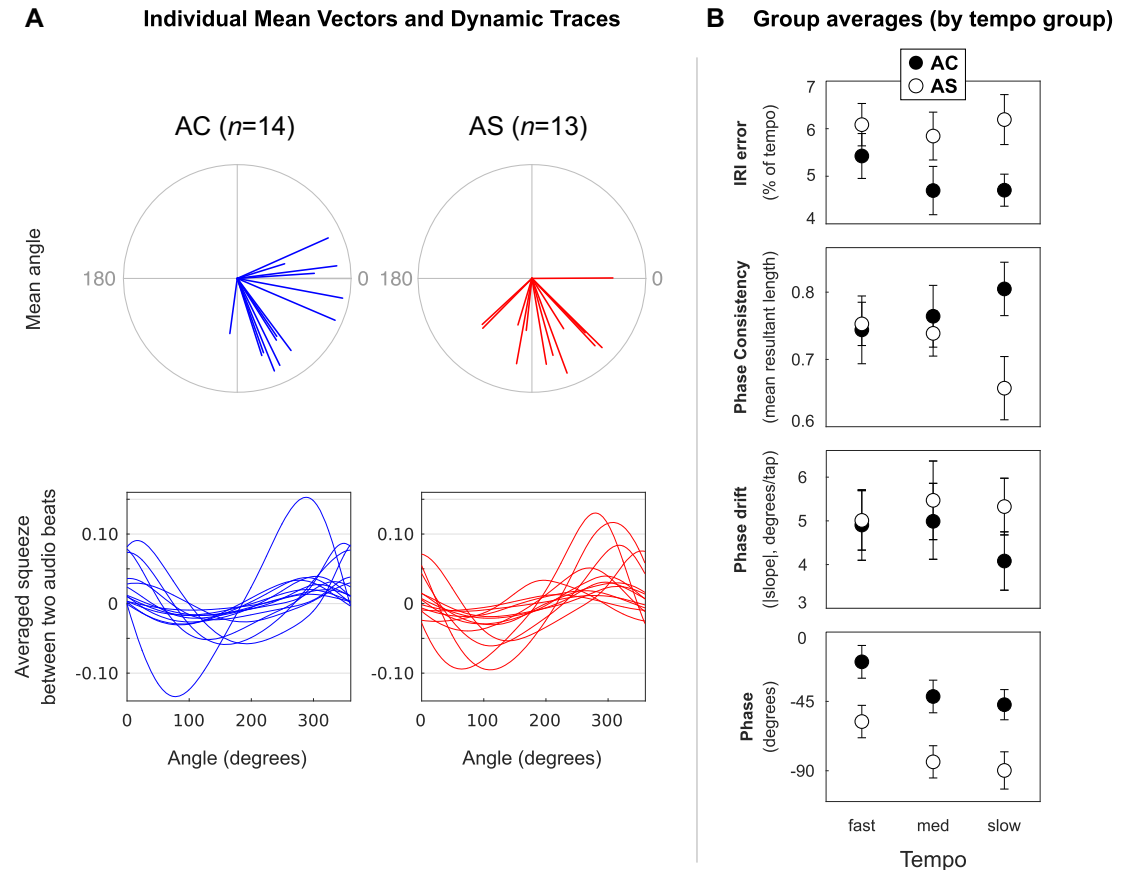 A Individual Mean Vectors and Dynamic Traces
AC (n=14)
AS (n=13)
Mean angle
180
0
180
0
Averaged squeeze
between two audio beats
0.10
0
-0.10
0 100 200 300
Angle (degrees)
0.10
0
-0.10
0 100 200 300
Angle (degrees)
B Group averages (by tempo group)
AC
AS
IRI error
(% of tempo)
7
6
5
4
Phase Consistency
(mean resultant length)
0.8
0.7
0.6
Phase drift
(|slope|, degrees/tap)
6
5
4
3
Phase
(degrees)
0
-45
-90
fast med slow
Tempo